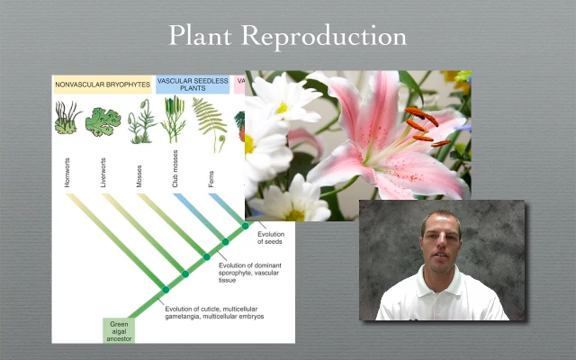 Plant Reproduction
NONVASCULAR BRYOPHYTES
VASCULAR SEEDLESS
PLANTS
VA
Hornworts
Liverworts
Mosses
Club mosses
Ferns
Evolution
of seeds
Evolution of dominant
sporophyte, vascular
tissue
Evolution of cuticle, multicellular
gametangia, multicellular embryos
Green
algal
ancestor